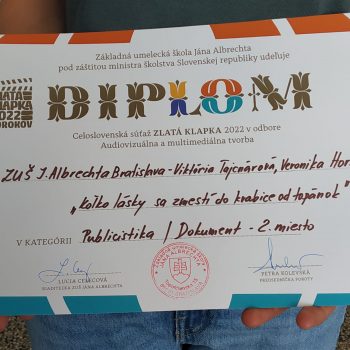 Základná umelecká škola Jána Albrechta
pod záštitou ministra školstva Slovenskej republiky udeľuje
ZLATÁ
KLAPKA
2022
DIPLOM
Celoslovenská súťaž ZLATÁ KLAPKA 2022 v odbore
Audiovizuálna a multimediálna tvorba
ZUŠ J. Albrechta Bratislava - Viktória Tajcnárová, Veronika Hor
„Koľko lásky sa zmestí do krabice od topánok"
V KATEGÓRII Publicistika / Dokument - 2. miesto
LUCIA CELECOVÁ
RIADITEĽKA ZUŠ JÁNA ALBRECHTA
PETRA KOLEVSKÁ
PREDSEDNÍČKA POROTY